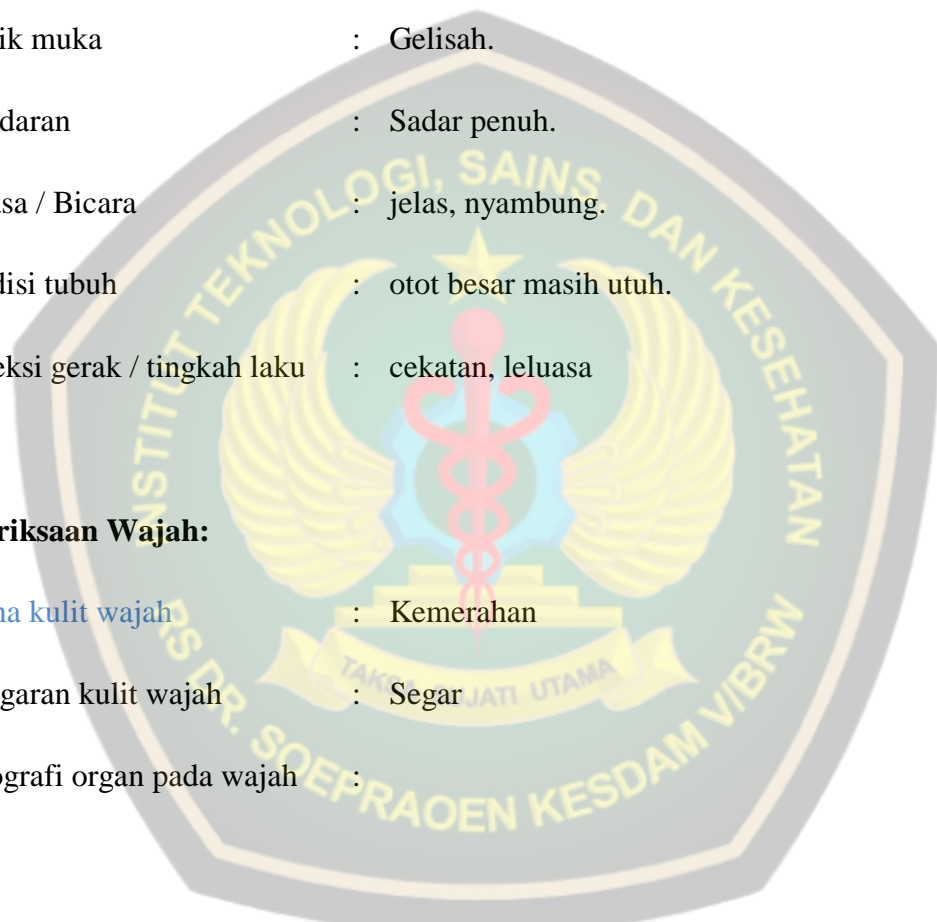 ik muka : Gelisah.
daran : Sadar penuh.
asa / Bicara : jelas, nyambung.
disi tubuh : otot besar masih utuh.
eksi gerak / tingkah laku : cekatan, leluasa
riksaan Wajah:
na kulit wajah : Kemerahan
garan kulit wajah : Segar
ografi organ pada wajah :
INSTITUT TEKNOLOGI, SAINS, DAN KESEHATAN
RS DR. SOEPRAOEN KESDAM V/BRW
TAKSA UJATI UTAMA